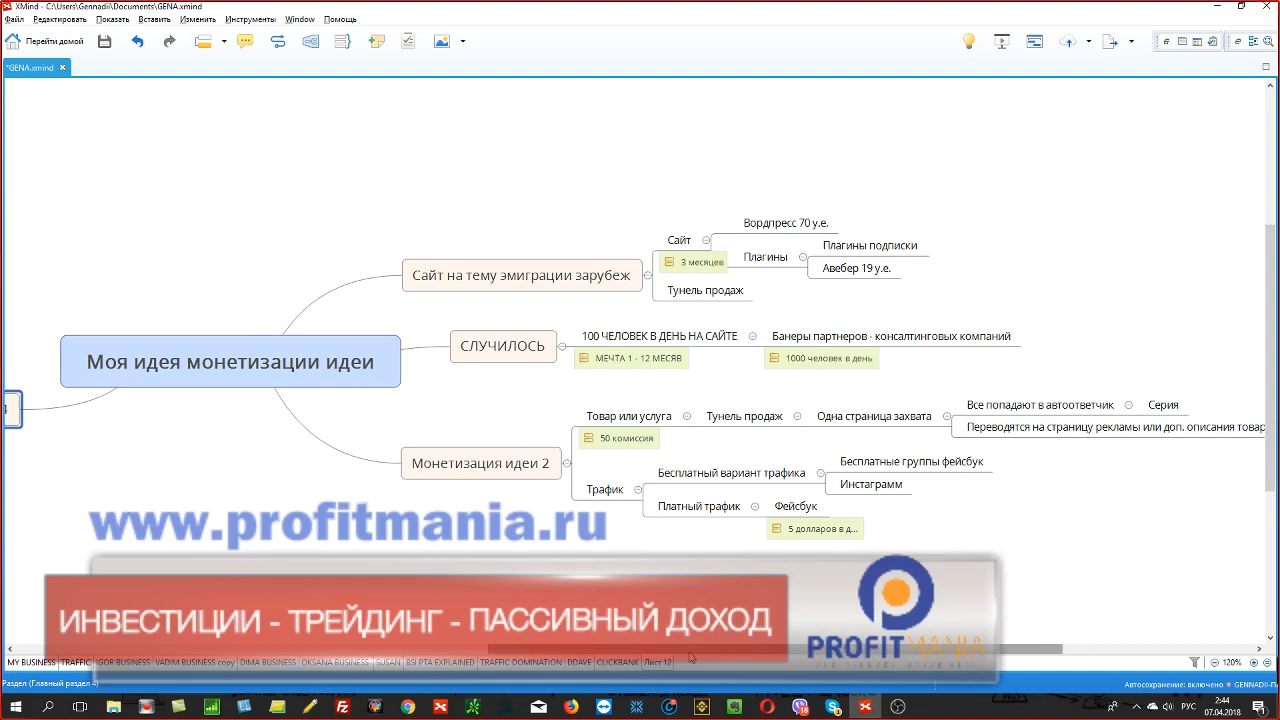 XMind - C:\Users\Gennadii\Documents\GENA.xmind
Файл Редактировать Показать Вставить Изменить Инструменты Window Помощь
Перейти домой
*GENA.xmind
Вордпресс 70 у.е.
Сайт
3 месяцев
Плагины
Плагины подписки
Авебер 19 у.е.
Сайт на тему эмиграции зарубеж
Тунель продаж
СЛУЧИЛОСЬ
100 ЧЕЛОВЕК В ДЕНЬ НА САЙТЕ
Банеры партнеров - консалтинговых компаний
МЕЧТА 1 - 12 МЕСЯВ
1000 человек в день
Моя идея монетизации идеи
4
Товар или услуга
50 комиссия
Тунель продаж
Одна страница захвата
Все попадают в автоответчик
Серия
Переводятся на страницу рекламы или доп. описания товар
Монетизация идеи 2
Трафик
Бесплатный вариант трафика
Бесплатные группы фейсбук
Инстаграмм
Платный трафик
Фейсбук
5 долларов в д...
www.profitmania.ru
ИНВЕСТИЦИИ - ТРЕЙДИНГ - ПАССИВНЫЙ ДОХОД
PROFITMANIA
MY BUSINESS TRAFFIC IGOR BUSINESS VADIM BUSINESS copy DIMA BUSINESS OKSANA BUSINESS SUSAN BSI PTA EXPLAINED TRAFFIC DOMINATION DDAVE CLICKBANK Лист 12
120%
Раздел (Главный раздел 4)
Автосохранение: включено
РУС
2:44
07.04.2018